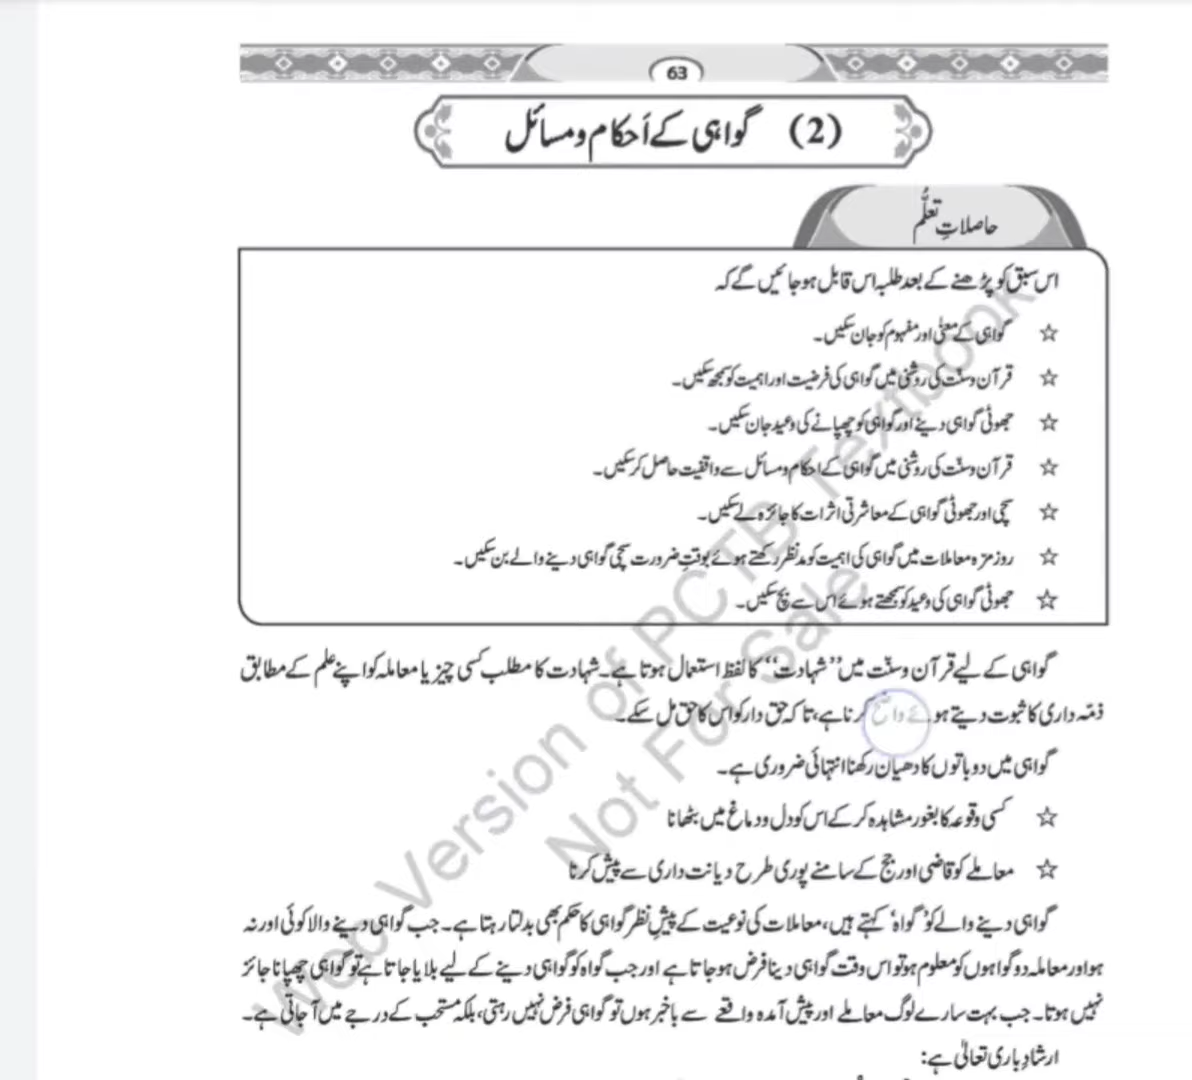 63
(2) گواہی کے اَحکام و مسائل
حاصلاتِ تعلُّم
اس سبق کو پڑھنے کے بعد طلبہ اس قابل ہو جائیں گے کہ
☆ گواہی کے معنیٰ اور مفہوم کو جان سکیں۔
☆ قرآن و سنّت کی روشنی میں گواہی کی فرضیت اور اہمیت کو سمجھ سکیں۔
☆ جھوٹی گواہی دینے اور گواہی کو چھپانے کی وعید جان سکیں۔
☆ قرآن و سنّت کی روشنی میں گواہی کے احکام و مسائل سے واقفیت حاصل کر سکیں۔
☆ سچی اور جھوٹی گواہی کے معاشرتی اثرات کا جائزہ لے سکیں۔
☆ روز مرّہ معاملات میں گواہی کی اہمیت کو مدنظر رکھتے ہوئے بوقتِ ضرورت سچی گواہی دینے والے بن سکیں۔
☆ جھوٹی گواہی کی وعید کو سمجھتے ہوئے اس سے بچ سکیں۔
گواہی کے لیے قرآن و سنّت میں ”شہادت“ کا لفظ استعمال ہوتا ہے۔ شہادت کا مطلب کسی چیز یا معاملہ کو اپنے علم کے مطابق
ذمّہ داری کا ثبوت دیتے ہوئے واضح کرنا ہے، تاکہ حق دار کو اس کا حق مل سکے۔
گواہی میں دو باتوں کا دھیان رکھنا انتہائی ضروری ہے۔
☆ کسی وقوعہ کا بغور مشاہدہ کر کے اس کو دل و دماغ میں بٹھانا
☆ معاملے کو قاضی اور جج کے سامنے پوری طرح دیانت داری سے پیش کرنا
گواہی دینے والے کو ’گواہ‘ کہتے ہیں، معاملات کی نوعیت کے پیشِ نظر گواہی کا حکم بھی بدلتا رہتا ہے۔ جب گواہی دینے والا کوئی اور نہ
ہو اور معاملہ دو گواہوں کو معلوم ہو تو اس وقت گواہی دینا فرض ہو جاتا ہے اور جب گواہ کو گواہی دینے کے لیے بلایا جاتا ہے تو گواہی چھپانا جائز
نہیں ہوتا۔ جب بہت سارے لوگ معاملے اور پیش آمدہ واقعے سے باخبر ہوں تو گواہی فرض نہیں رہتی، بلکہ مستحب کے درجے میں آ جاتی ہے۔
ارشادِ باری تعالیٰ ہے:
Web Version of PCTB Textbook
Not For Sale